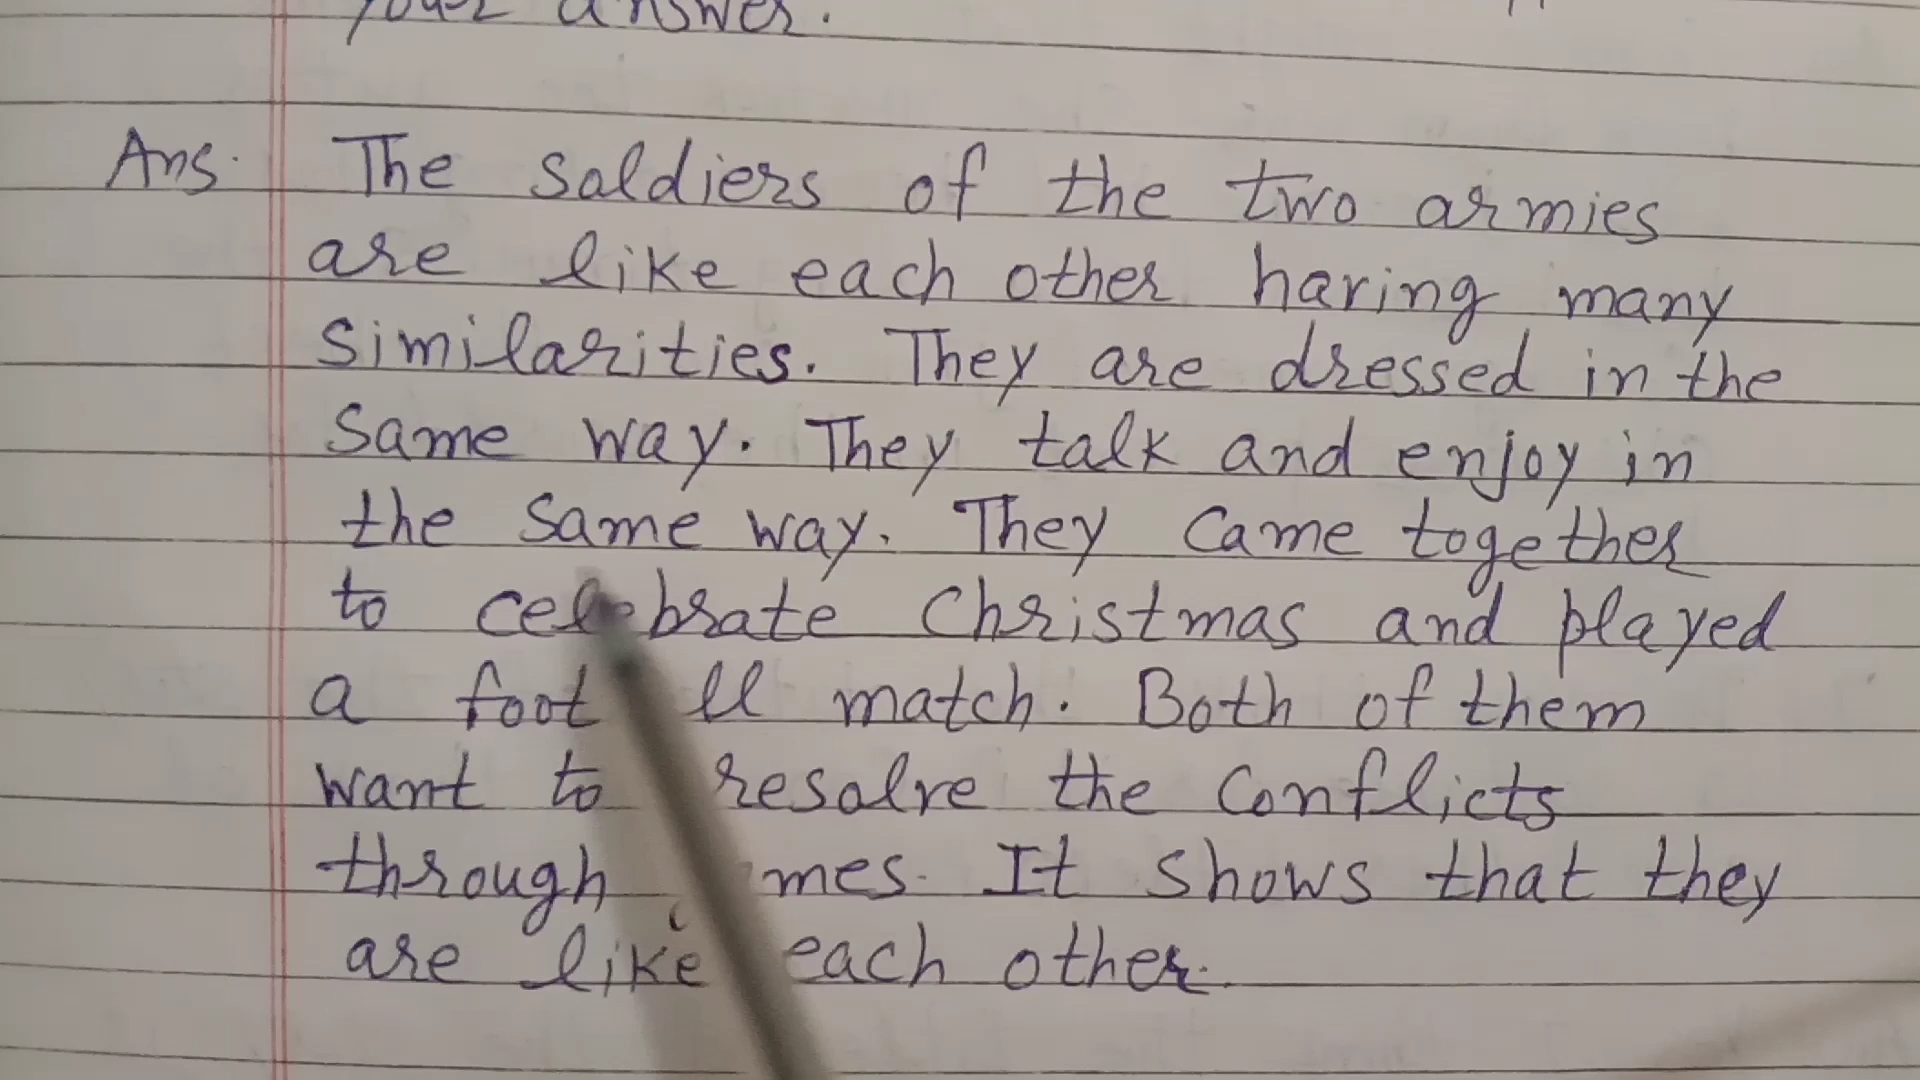 your answer.
Ans. The soldiers of the two armies
are like each other having many
similarities. They are dressed in the
same way. They talk and enjoy in
the same way. They came together
to celebrate Christmas and played
a foot ll match. Both of them
want to resolve the conflicts
through mes. It shows that they
are like each other.